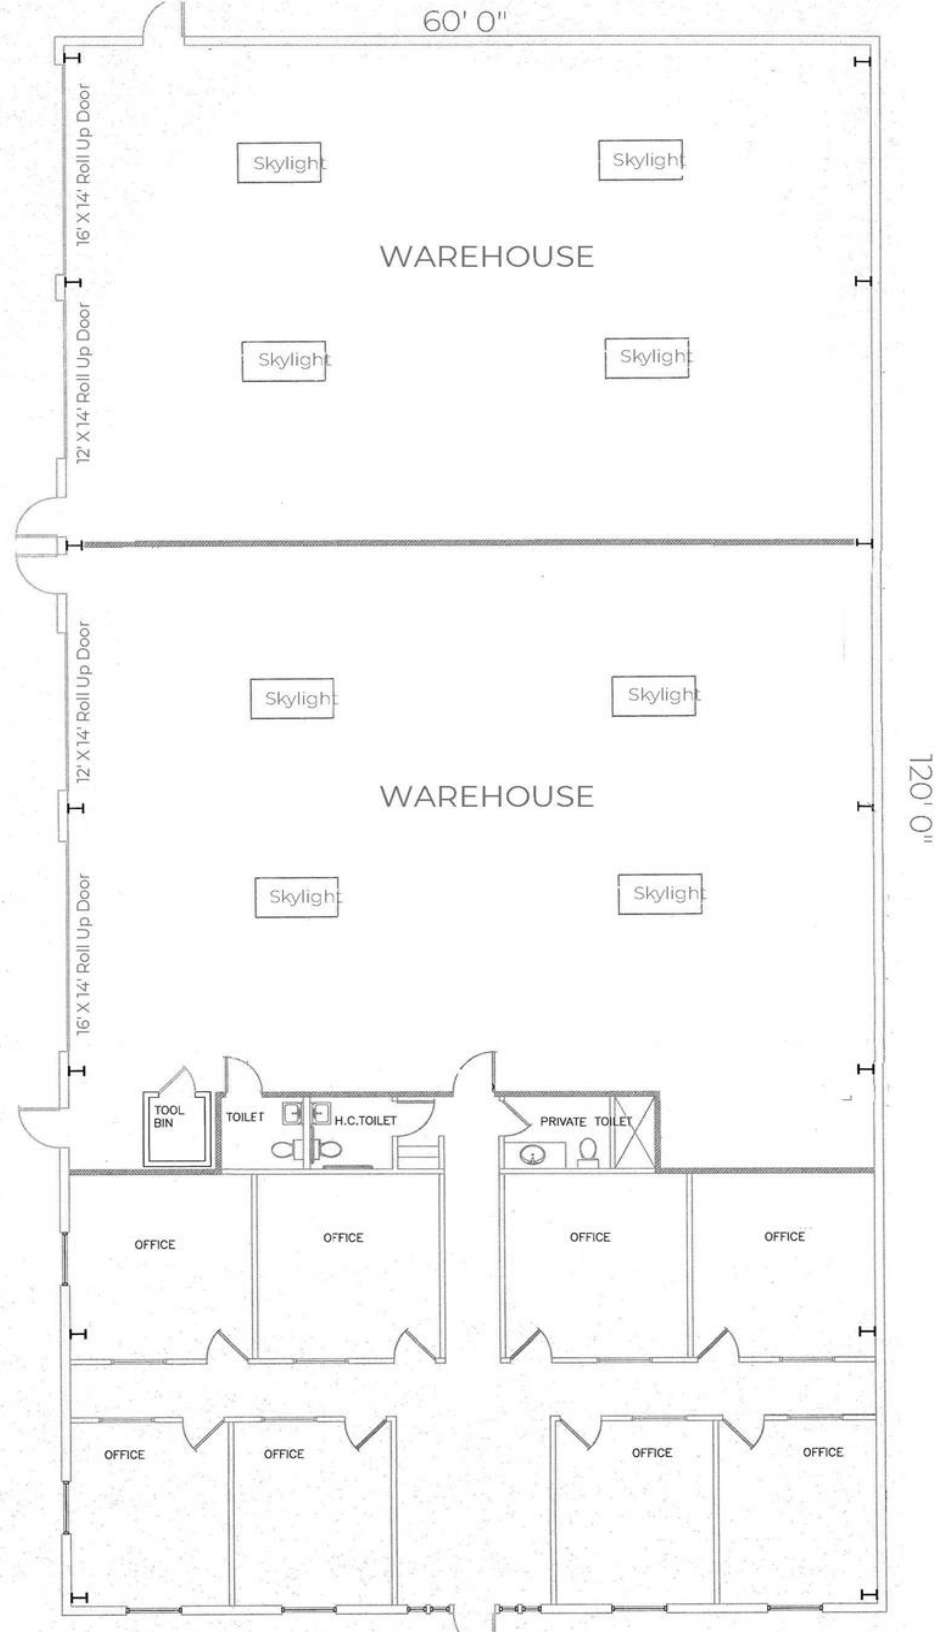 60' 0"
16' X 14' Roll Up Door
Skylight
Skylight
WAREHOUSE
12' X 14' Roll Up Door
Skylight
Skylight
12' X 14' Roll Up Door
Skylight
Skylight
120' 0"
WAREHOUSE
16' X 14' Roll Up Door
Skylight
Skylight
TOOL
BIN
TOILET
H.C.TOILET
PRIVATE TOILET
OFFICE
OFFICE
OFFICE
OFFICE
OFFICE
OFFICE
OFFICE
OFFICE